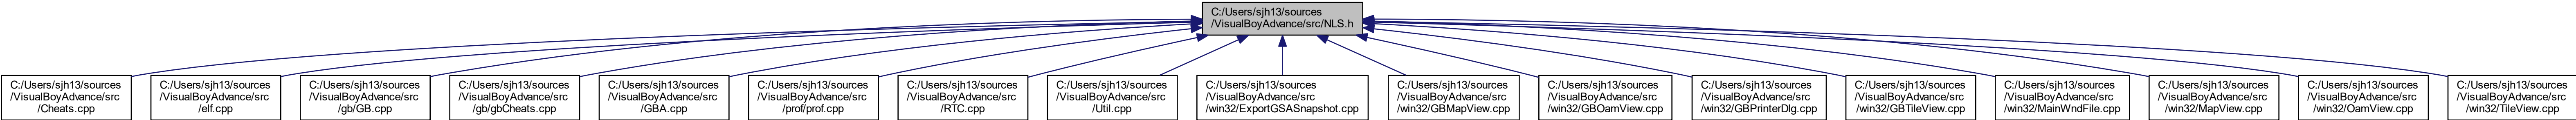 C:/Users/sjh13/sources
/VisualBoyAdvance/src/NLS.h
C:/Users/sjh13/sources
/VisualBoyAdvance/src
/Cheats.cpp
C:/Users/sjh13/sources
/VisualBoyAdvance/src
/elf.cpp
C:/Users/sjh13/sources
/VisualBoyAdvance/src
/gb/GB.cpp
C:/Users/sjh13/sources
/VisualBoyAdvance/src
/gb/gbCheats.cpp
C:/Users/sjh13/sources
/VisualBoyAdvance/src
/GBA.cpp
C:/Users/sjh13/sources
/VisualBoyAdvance/src
/prof/prof.cpp
C:/Users/sjh13/sources
/VisualBoyAdvance/src
/RTC.cpp
C:/Users/sjh13/sources
/VisualBoyAdvance/src
/Util.cpp
C:/Users/sjh13/sources
/VisualBoyAdvance/src
/win32/ExportGSASnapshot.cpp
C:/Users/sjh13/sources
/VisualBoyAdvance/src
/win32/GBMapView.cpp
C:/Users/sjh13/sources
/VisualBoyAdvance/src
/win32/GBOamView.cpp
C:/Users/sjh13/sources
/VisualBoyAdvance/src
/win32/GBPrinterDlg.cpp
C:/Users/sjh13/sources
/VisualBoyAdvance/src
/win32/GBTileView.cpp
C:/Users/sjh13/sources
/VisualBoyAdvance/src
/win32/MainWndFile.cpp
C:/Users/sjh13/sources
/VisualBoyAdvance/src
/win32/MapView.cpp
C:/Users/sjh13/sources
/VisualBoyAdvance/src
/win32/OamView.cpp
C:/Users/sjh13/sources
/VisualBoyAdvance/src
/win32/TileView.cpp